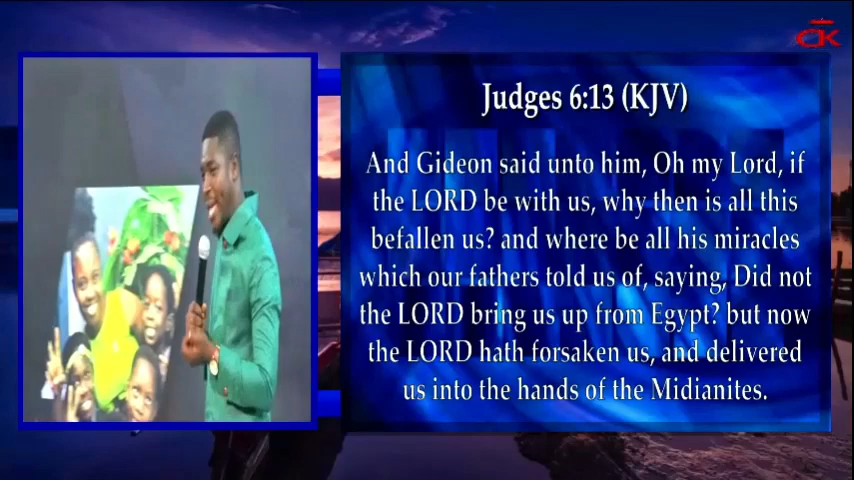 Judges 6:13 (KJV)
And Gideon said unto him, Oh my Lord, if
the LORD be with us, why then is all this
befallen us? and where be all his miracles
which our fathers told us of, saying, Did not
the LORD bring us up from Egypt? but now
the LORD hath forsaken us, and delivered
us into the hands of the Midianites.